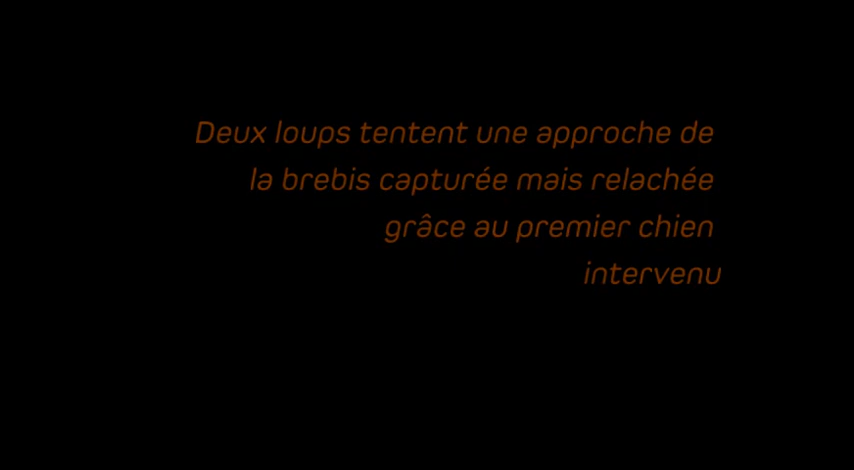 Deux loups tentent une approche de
la brebis capturée mais relachée
grâce au premier chien
intervenu